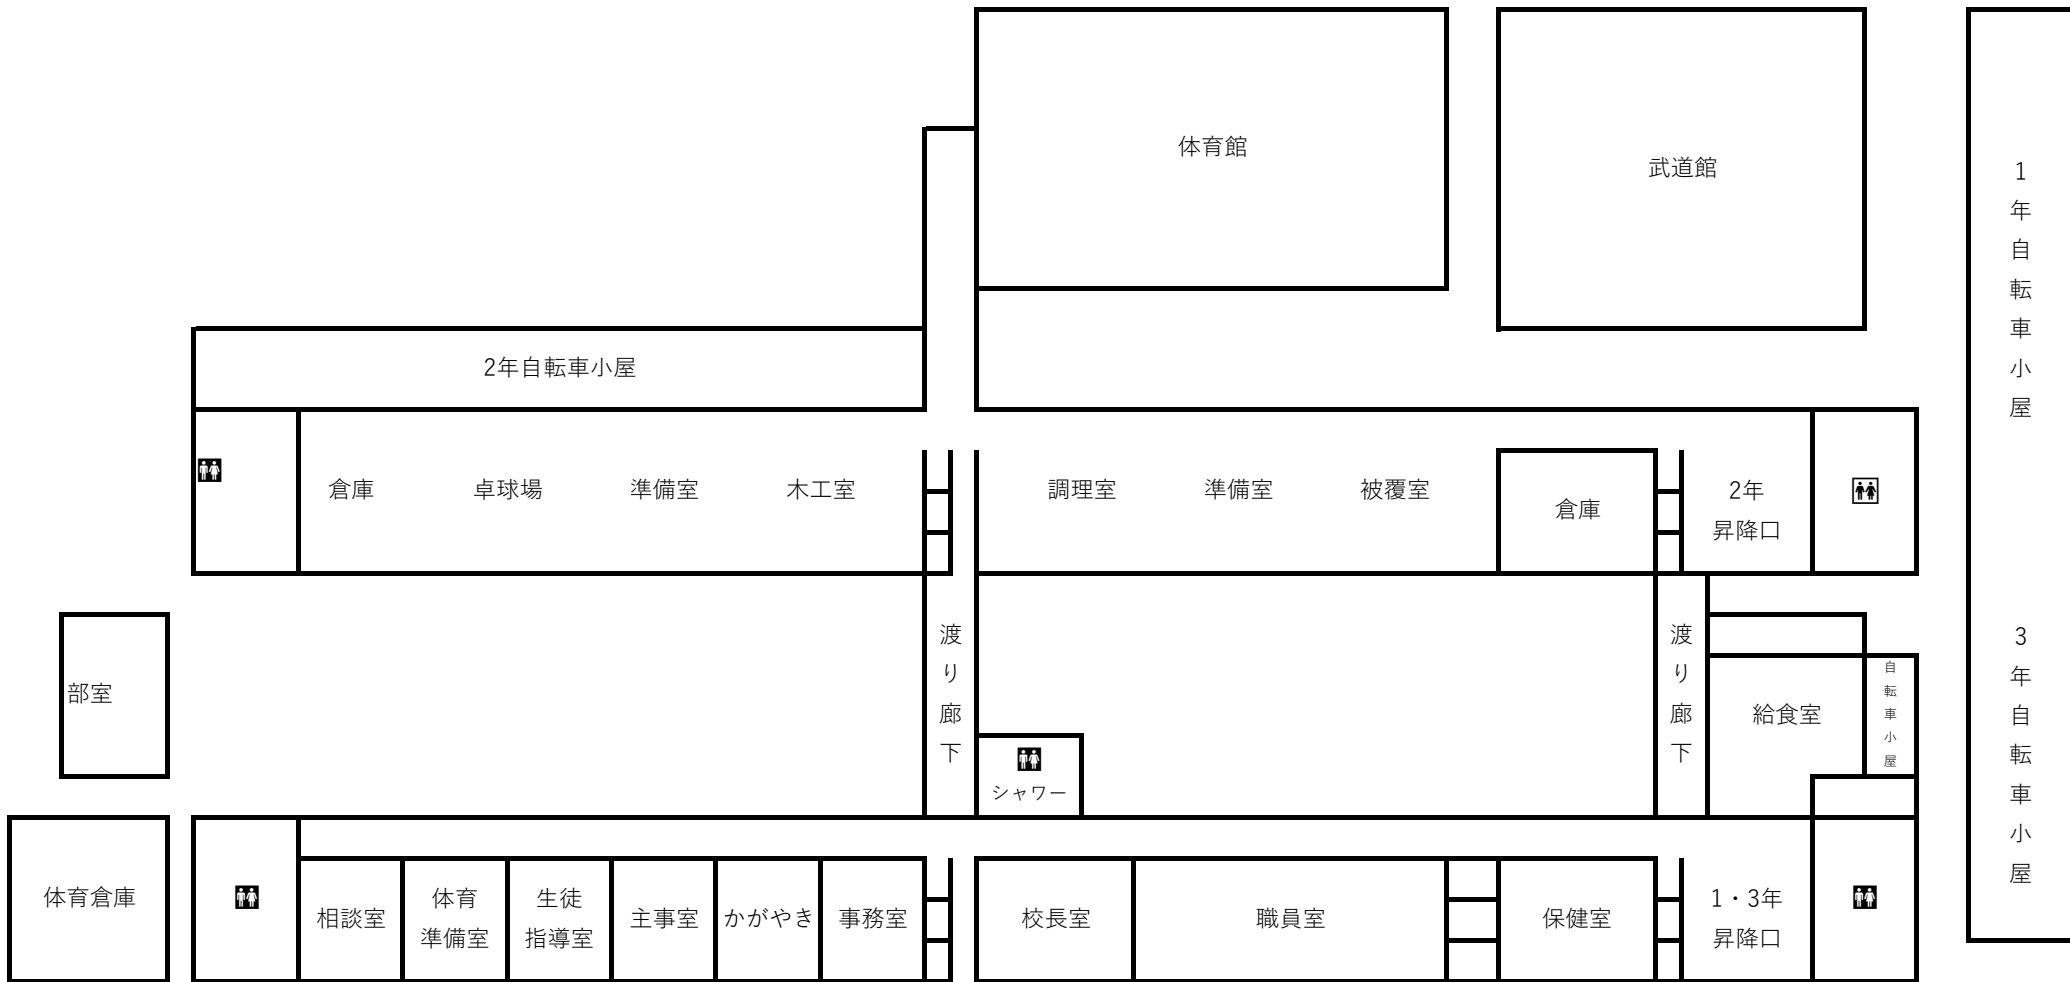 体育館
武道館
1年自転車小屋
2年自転車小屋
倉庫
卓球場
準備室
木工室
調理室
準備室
被覆室
倉庫
2年
昇降口
部室
渡り廊下
渡り廊下
給食室
自転車小屋
3年自転車小屋
シャワー
体育倉庫
相談室
体育
準備室
生徒
指導室
主事室
かがやき
事務室
校長室
職員室
保健室
1・3年
昇降口